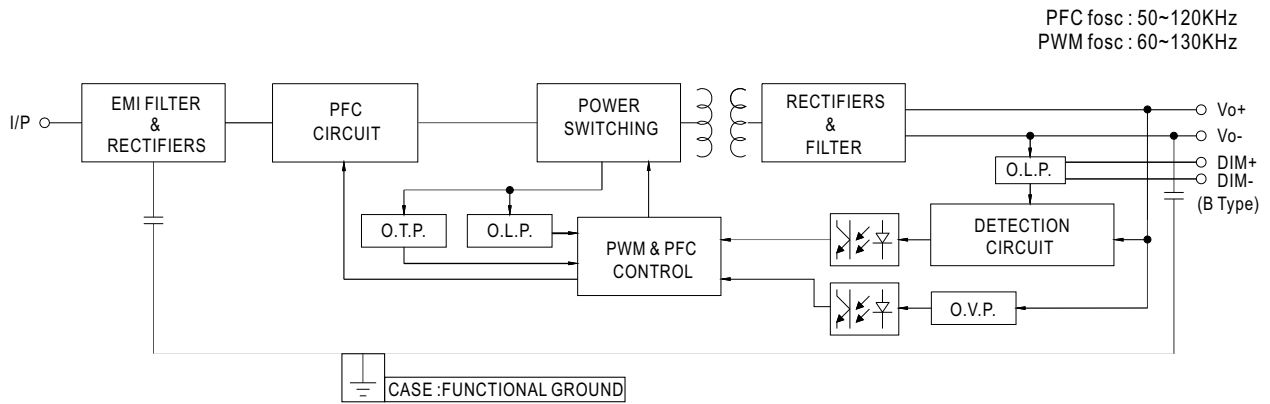 PFC fosc : 50~120KHz
PWM fosc : 60~130KHz
I/P
EMI FILTER
&
RECTIFIERS
PFC
CIRCUIT
POWER
SWITCHING
RECTIFIERS
&
FILTER
Vo+
Vo-
DIM+
DIM-
(B Type)
O.L.P.
O.T.P.
O.L.P.
PWM & PFC
CONTROL
DETECTION
CIRCUIT
O.V.P.
CASE :FUNCTIONAL GROUND